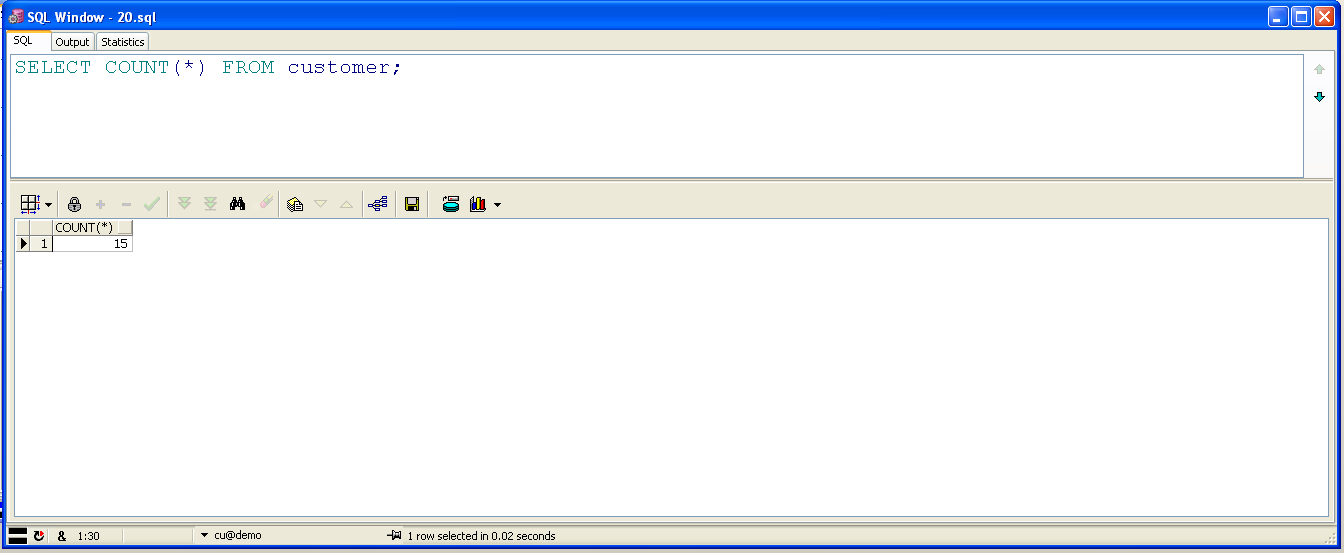 SQL Window - 20.sql
SQL Output Statistics
SELECT COUNT(*) FROM customer;
COUNT(*)
1 15
& 1:30 cu@demo 1 row selected in 0.02 seconds